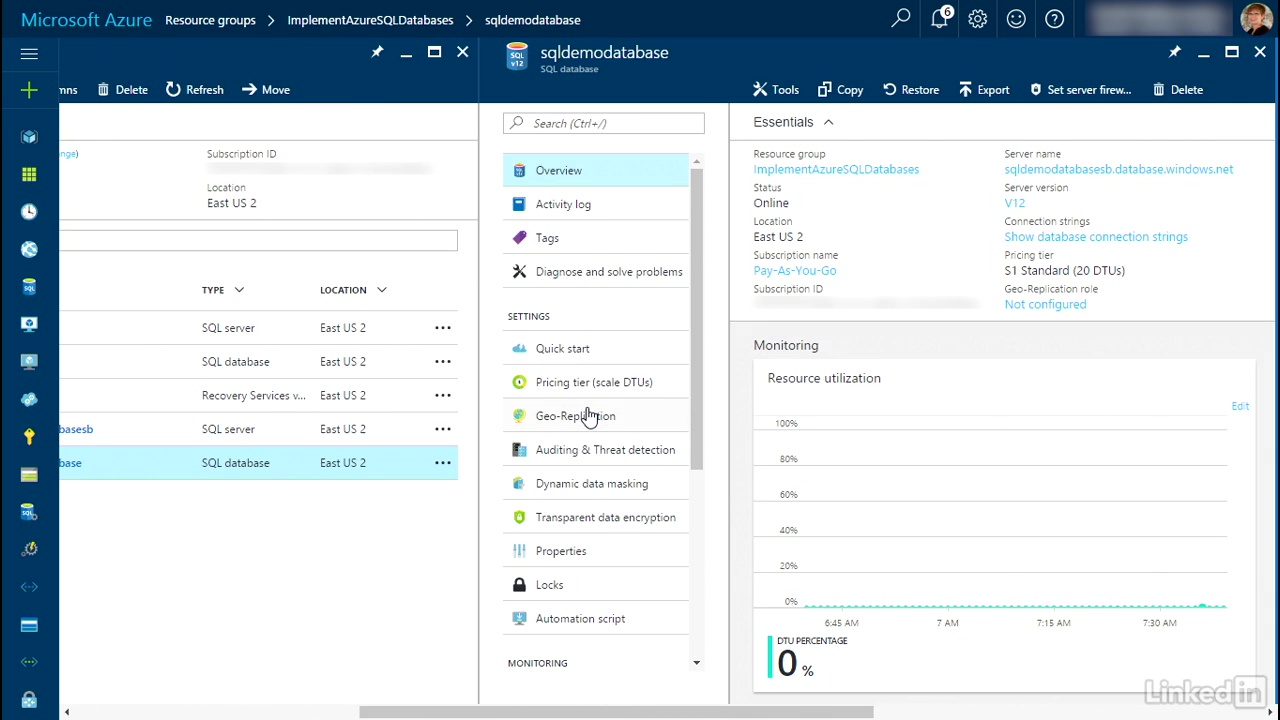 Microsoft Azure Resource groups > ImplementAzureSQLDatabases > sqldemodatabase
6
mns Delete Refresh Move
nge)
Subscription ID
Location
East US 2
TYPE LOCATION
SQL server East US 2
SQL database East US 2
Recovery Services v... East US 2
basesb SQL server East US 2
base SQL database East US 2
SQL v12
sqldemodatabase
SQL database
Search (Ctrl+/)
Overview
Activity log
Tags
Diagnose and solve problems
SETTINGS
Quick start
Pricing tier (scale DTUs)
Geo-Replication
Auditing & Threat detection
Dynamic data masking
Transparent data encryption
Properties
Locks
Automation script
MONITORING
Tools Copy Restore Export Set server firew... Delete
Essentials
Resource group
ImplementAzureSQLDatabases
Status
Online
Location
East US 2
Subscription name
Pay-As-You-Go
Subscription ID
Server name
sqldemodatabasesb.database.windows.net
Server version
V12
Connection strings
Show database connection strings
Pricing tier
S1 Standard (20 DTUs)
Geo-Replication role
Not configured
Monitoring
Resource utilization
Edit
100%
80%
60%
40%
20%
0%
6:45 AM 7 AM 7:15 AM 7:30 AM
DTU PERCENTAGE
0 %
Linked in